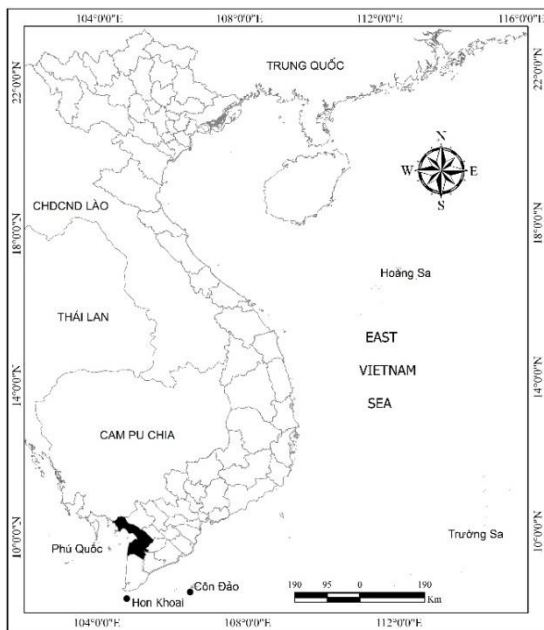 104°0'0"E
108°0'0"E
112°0'0"E
116°0'0"E
22°0'0"N
22°0'0"N
TRUNG QUỐC
N
W
E
S
CHDCND LÀO
18°0'0"N
18°0'0"N
Hoàng Sa
THÁI LAN
EAST
VIETNAM
SEA
14°0'0"N
14°0'0"N
CAM PU CHIA
10°0'0"N
10°0'0"N
Phú Quốc
Trường Sa
Côn Đảo
Hon Khoai
190 95 0 190
Km
104°0'0"E
108°0'0"E
112°0'0"E